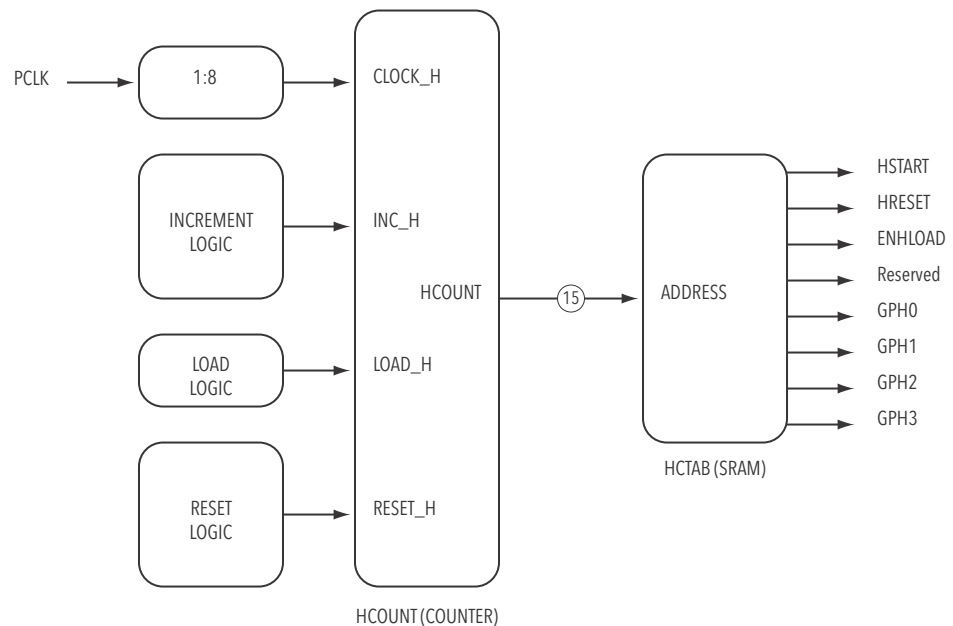 PCLK
1:8
CLOCK_H
INCREMENT
LOGIC
INC_H
HCOUNT
15
ADDRESS
HSTART
HRESET
ENHLOAD
Reserved
GPH0
GPH1
GPH2
GPH3
LOAD
LOGIC
LOAD_H
HCTAB (SRAM)
RESET
LOGIC
RESET_H
HCOUNT (COUNTER)